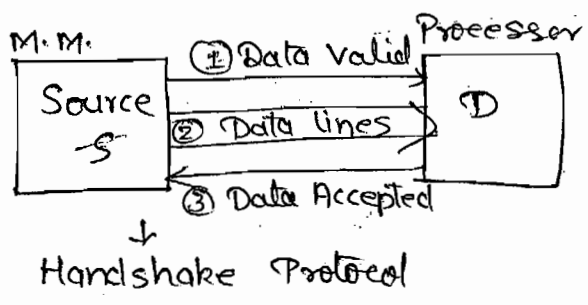 M.M.
Processor
① Data Valid
Source
S
D
② Data lines
③ Data Accepted
↓
Handshake Protocol